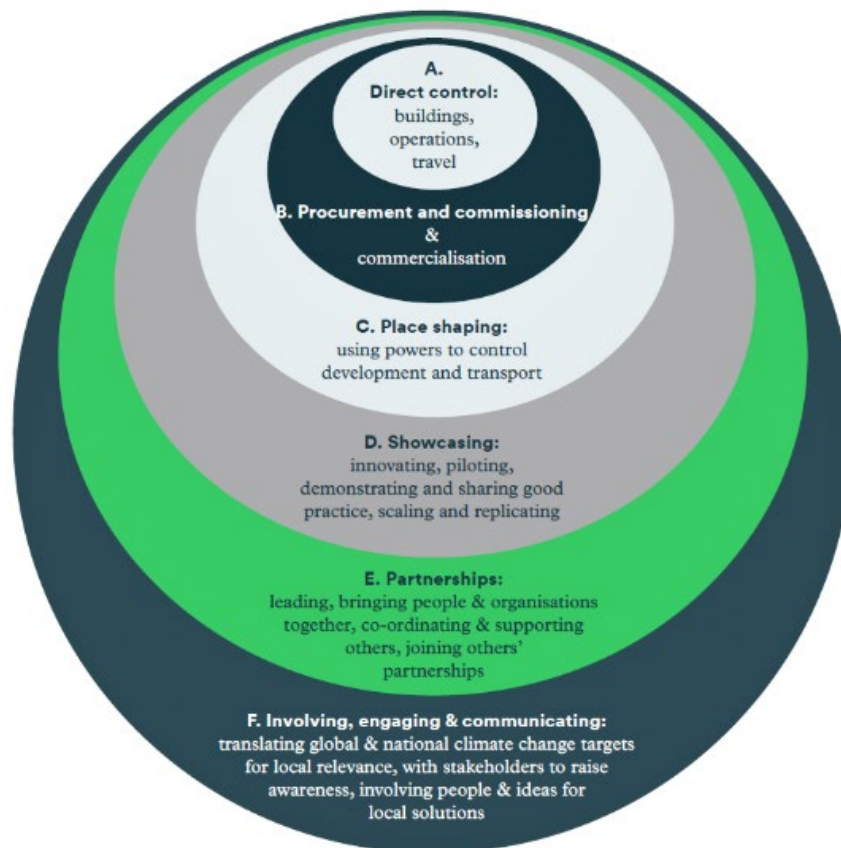 A.
Direct control:
buildings,
operations,
travel
B. Procurement and commissioning
&
commercialisation
C. Place shaping:
using powers to control
development and transport
D. Showcasing:
innovating, piloting,
demonstrating and sharing good
practice, scaling and replicating
E. Partnerships:
leading, bringing people & organisations
together, co-ordinating & supporting
others, joining others’
partnerships
F. Involving, engaging & communicating:
translating global & national climate change targets
for local relevance, with stakeholders to raise
awareness, involving people & ideas for
local solutions